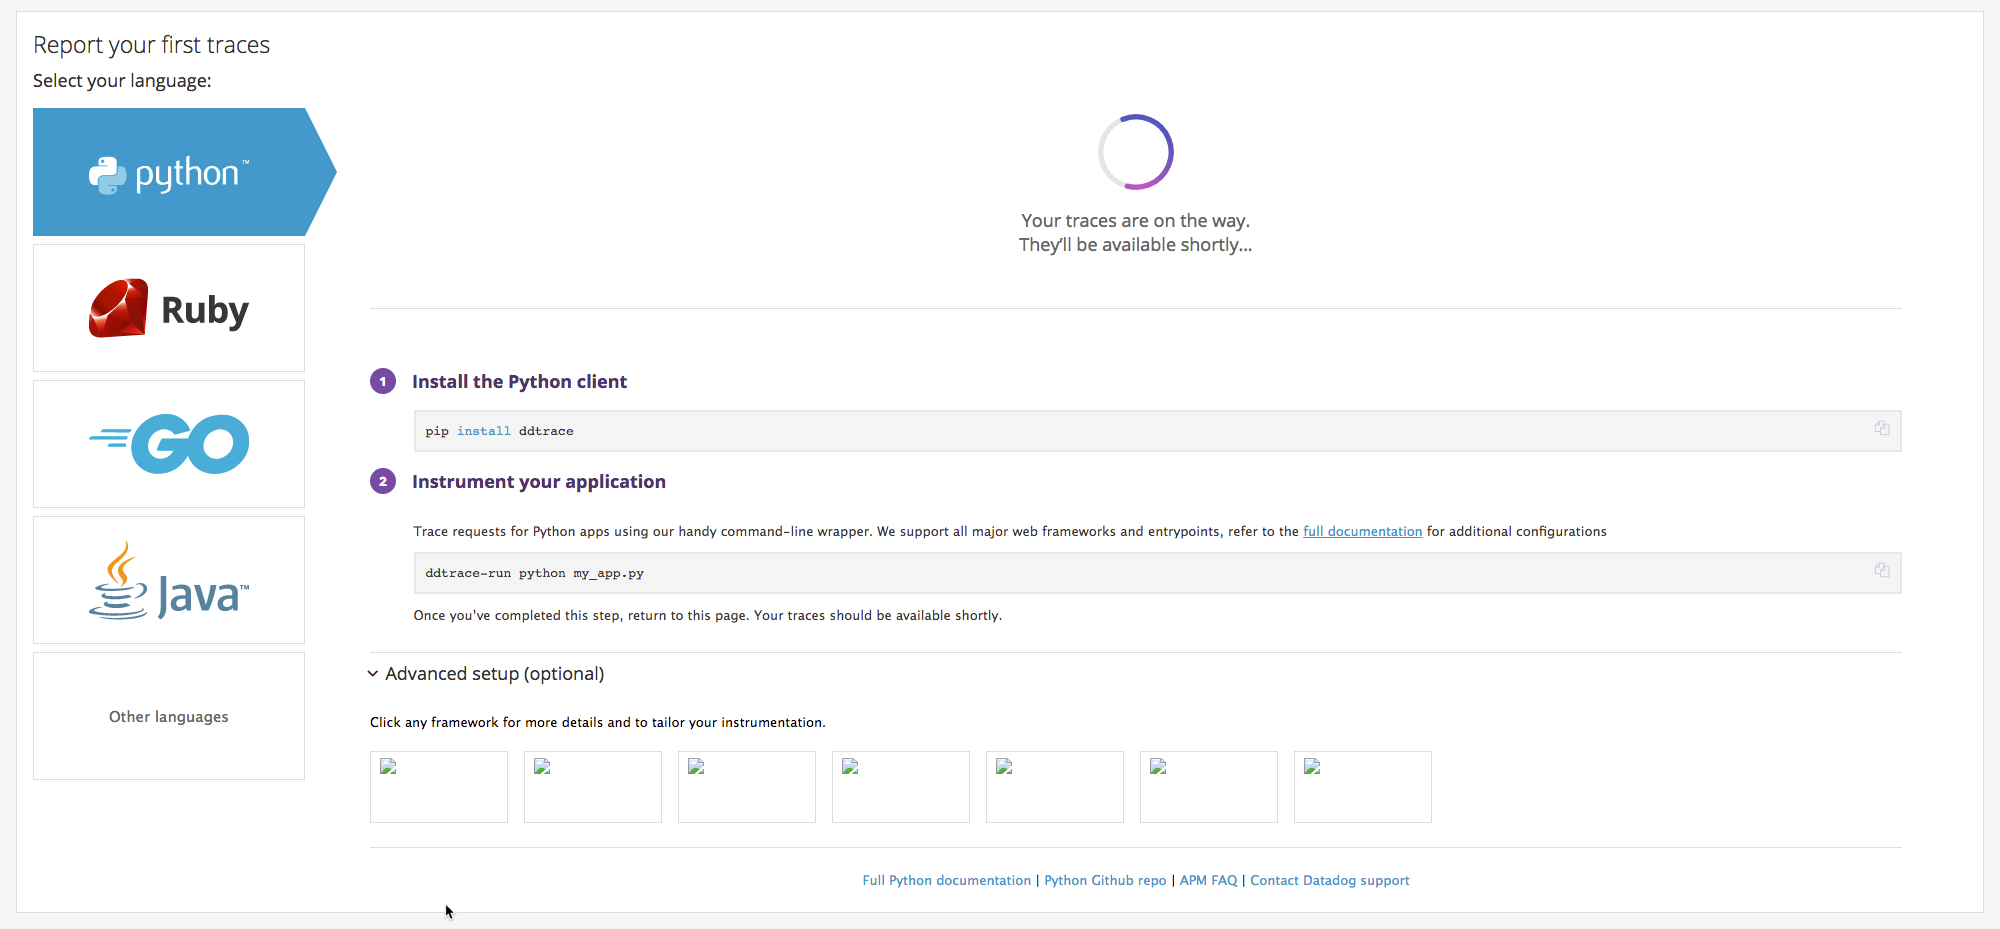 Report your first traces
Select your language:
python™
Ruby
GO
Java™
Other languages
Your traces are on the way.
They’ll be available shortly...
1 Install the Python client
pip install ddtrace
2 Instrument your application
Trace requests for Python apps using our handy command-line wrapper. We support all major web frameworks and entrypoints, refer to the full documentation for additional configurations
ddtrace-run python my_app.py
Once you've completed this step, return to this page. Your traces should be available shortly.
Advanced setup (optional)
Click any framework for more details and to tailor your instrumentation.
Full Python documentation | Python Github repo | APM FAQ | Contact Datadog support